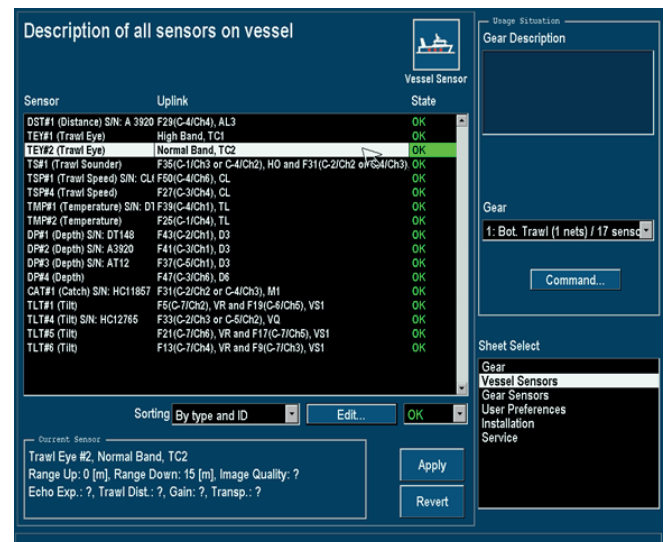 Description of all sensors on vessel
Vessel Sensor
Sensor Uplink State
DST#1 (Distance) S/N: A 3920 F29(C-4/Ch4), AL3 OK
TEY#1 (Trawl Eye) High Band, TC1 OK
TEY#2 (Trawl Eye) Normal Band, TC2 OK
TS#1 (Trawl Sounder) F35(C-1/Ch3 or C-4/Ch2), HO and F31(C-2/Ch2 or C-4/Ch3), OK
TSP#1 (Trawl Speed) S/N: CL( F50(C-4/Ch6), CL OK
TSP#4 (Trawl Speed) F27(C-3/Ch4), CL OK
TMP#1 (Temperature) S/N: D1 F39(C-4/Ch1), TL OK
TMP#2 (Temperature) F25(C-1/Ch4), TL OK
DP#1 (Depth) S/N: DT148 F43(C-2/Ch1), D3 OK
DP#2 (Depth) S/N: A3920 F41(C-3/Ch1), D3 OK
DP#3 (Depth) S/N: AT12 F37(C-5/Ch1), D3 OK
DP#4 (Depth) F47(C-3/Ch6), D6 OK
CAT#1 (Catch) S/N: HC11857 F31(C-2/Ch2 or C-4/Ch3), M1 OK
TLT#1 (Tilt) F5(C-7/Ch2), VR and F19(C-6/Ch5), VS1 OK
TLT#4 (Tilt) S/N: HC12765 F33(C-2/Ch3 or C-5/Ch2), VQ OK
TLT#5 (Tilt) F21(C-7/Ch6), VR and F17(C-7/Ch5), VS1 OK
TLT#6 (Tilt) F13(C-7/Ch4), VR and F9(C-7/Ch3), VS1 OK
Sorting By type and ID Edit... OK
Current Sensor
Trawl Eye #2, Normal Band, TC2
Range Up: 0 [m], Range Down: 15 [m], Image Quality: ?
Echo Exp.: ?, Trawl Dist.: ?, Gain: ?, Transp.: ?
Apply
Revert
Usage Situation
Gear Description
Gear
1: Bot. Trawl (1 nets) / 17 senso
Command...
Sheet Select
Gear
Vessel Sensors
Gear Sensors
User Preferences
Installation
Service